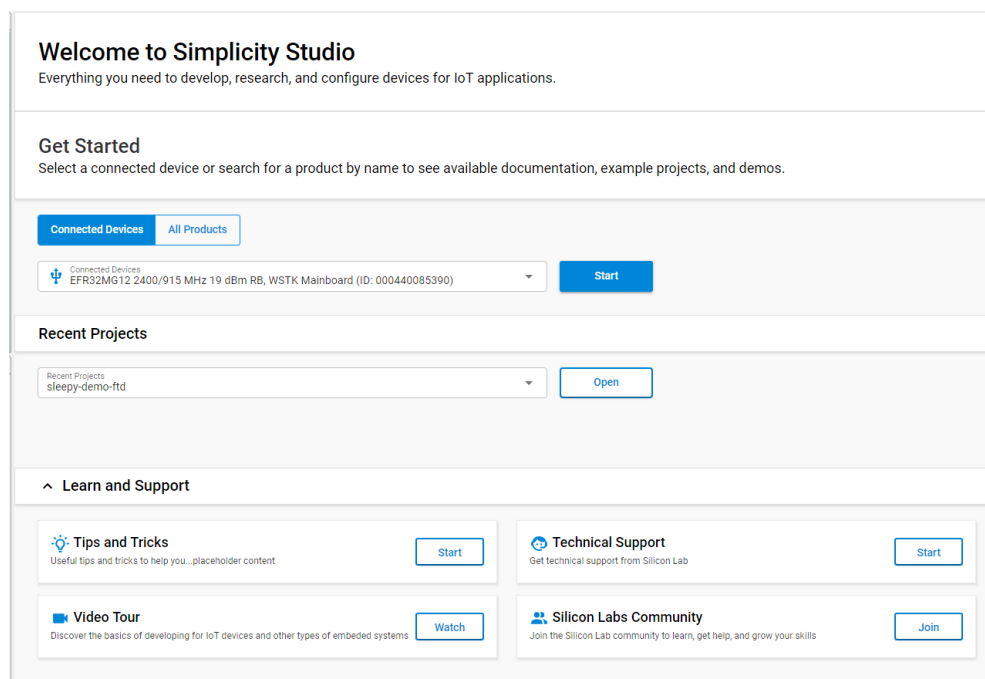 Welcome to Simplicity Studio
Everything you need to develop, research, and configure devices for IoT applications.
Get Started
Select a connected device or search for a product by name to see available documentation, example projects, and demos.
Connected Devices
All Products
Connected Devices
EFR32MG12 2400/915 MHz 19 dBm RB, WSTK Mainboard (ID: 000440085390)
Start
Recent Projects
Recent Projects
sleepy-demo-ftd
Open
Learn and Support
Tips and Tricks
Useful tips and tricks to help you...placeholder content
Start
Technical Support
Get technical support from Silicon Lab
Start
Video Tour
Discover the basics of developing for IoT devices and other types of embeded systems
Watch
Silicon Labs Community
Join the Silicon Lab community to learn, get help, and grow your skills
Join